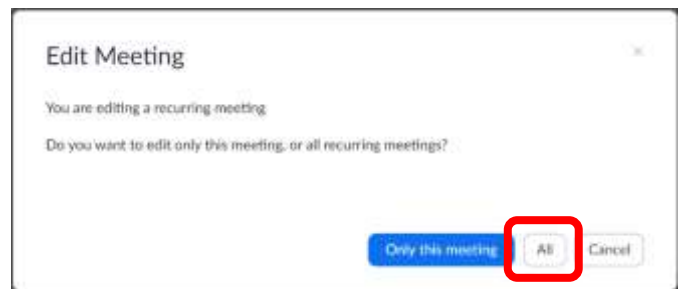 Edit Meeting
You are editing a recurring meeting
Do you want to edit only this meeting, or all recurring meetings?
Only this meeting All Cancel